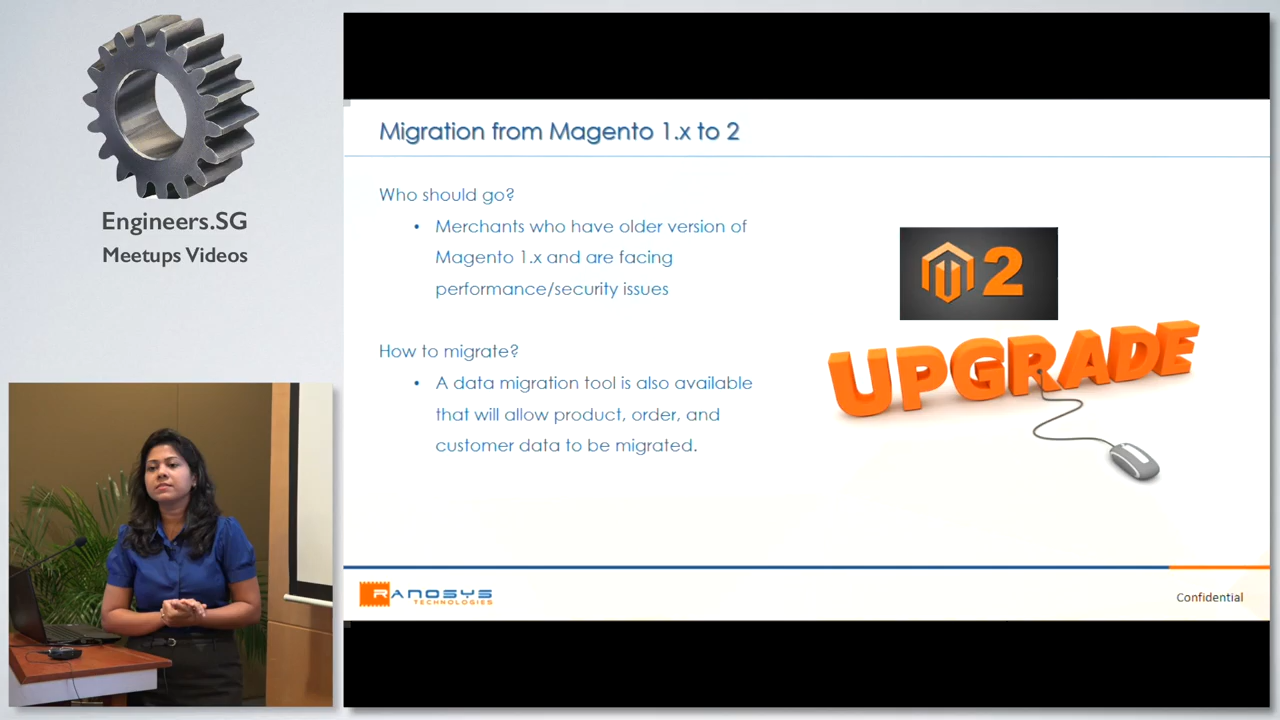 Engineers.SG
Meetups Videos
Migration from Magento 1.x to 2
Who should go?
• Merchants who have older version of
Magento 1.x and are facing
performance/security issues
How to migrate?
• A data migration tool is also available
that will allow product, order, and
customer data to be migrated.
2
UPGRADE
RANOSYS
TECHNOLOGIES
Confidential